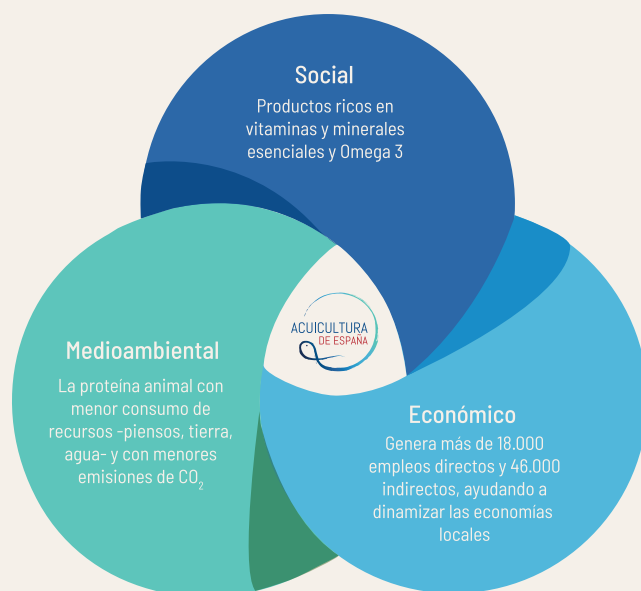 Social
Productos ricos en
vitaminas y minerales
esenciales y Omega 3
ACUICULTURA
DE ESPAÑA
Medioambiental
La proteína animal con
menor consumo de
recursos -piensos, tierra,
agua- y con menores
emisiones de CO₂
Económico
Genera más de 18.000
empleos directos y 46.000
indirectos, ayudando a
dinamizar las economías
locales